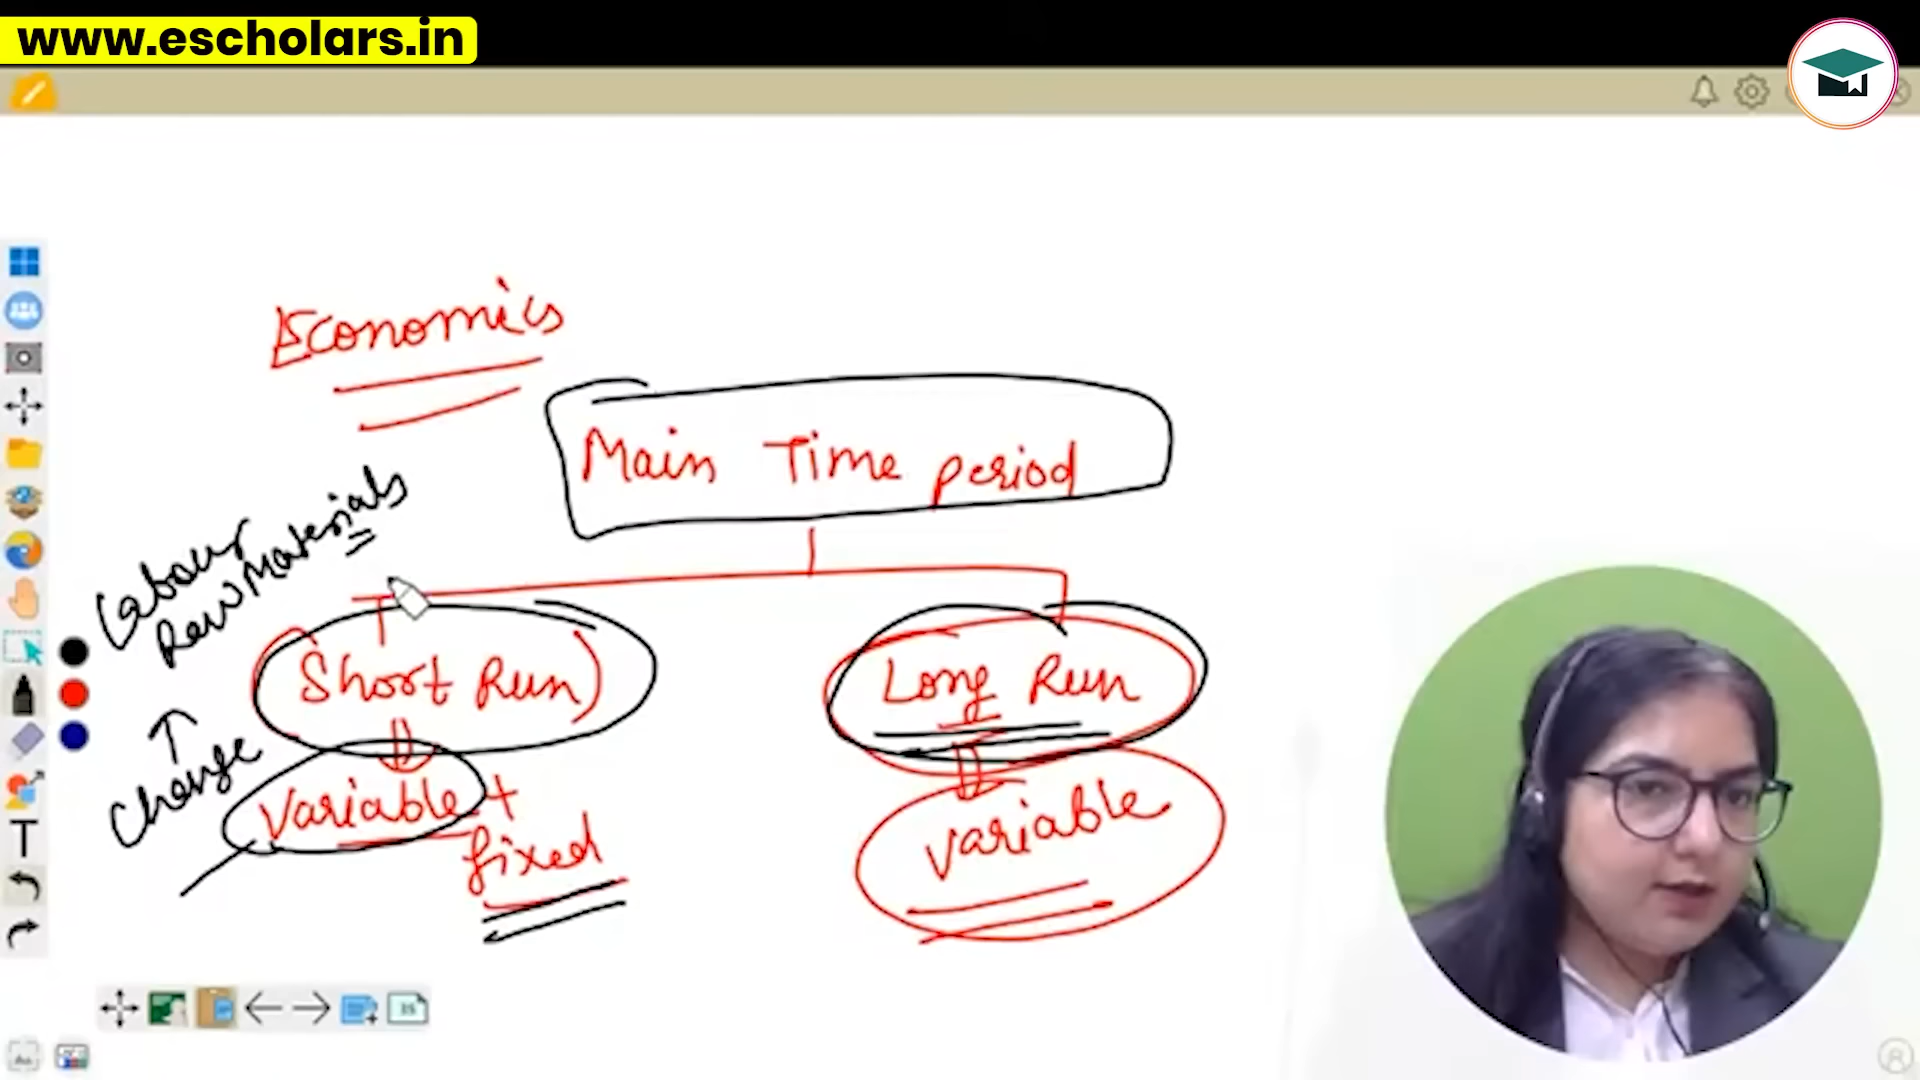 www.escholars.in
Economics
Main Time period
Labour
Raw Materials
Short Run
Long Run
Change
Variable +
fixed
variable
T